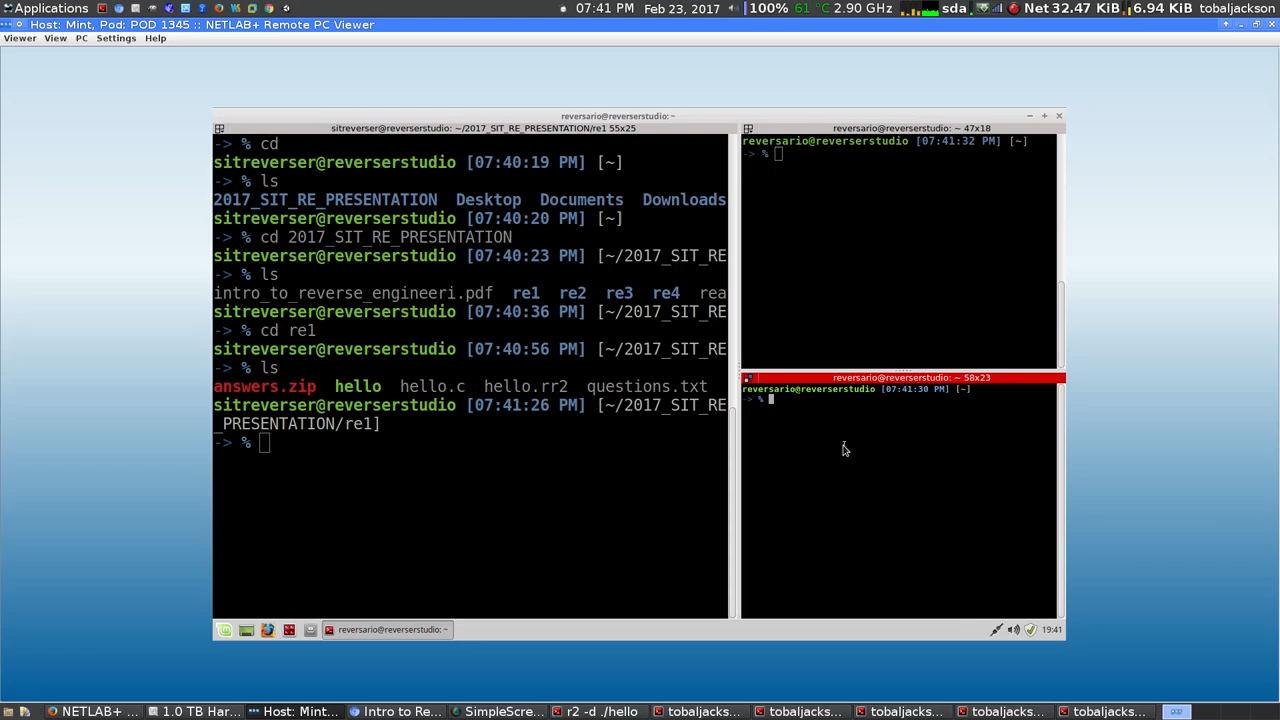 Applications
07:41 PM Feb 23, 2017
100% 61 °C 2.90 GHz
sda
Net 32.47 KiB
6.94 KiB
tobaljackson
Host: Mint, Pod: POD 1345 :: NETLAB+ Remote PC Viewer
Viewer View PC Settings Help
reversario@reverserstudio: ~
sitreverser@reverserstudio: ~/2017_SIT_RE_PRESENTATION/re1 55x25
-> % cd
sitreverser@reverserstudio [07:40:19 PM] [~]
-> % ls
2017_SIT_RE_PRESENTATION Desktop Documents Downloads
sitreverser@reverserstudio [07:40:20 PM] [~]
-> % cd 2017_SIT_RE_PRESENTATION
sitreverser@reverserstudio [07:40:23 PM] [~/2017_SIT_RE
-> % ls
intro_to_reverse_engineeri.pdf re1 re2 re3 re4 rea
sitreverser@reverserstudio [07:40:36 PM] [~/2017_SIT_RE
-> % cd re1
sitreverser@reverserstudio [07:40:56 PM] [~/2017_SIT_RE
-> % ls
answers.zip hello hello.c hello.rr2 questions.txt
sitreverser@reverserstudio [07:41:26 PM] [~/2017_SIT_RE
_PRESENTATION/re1]
-> %
reversario@reverserstudio: ~ 47x18
reversario@reverserstudio [07:41:32 PM] [~]
-> %
reversario@reverserstudio: ~ 58x23
reversario@reverserstudio [07:41:30 PM] [~]
-> %
reversario@reverserstudio: ~
19:41
NETLAB+ ...
1.0 TB Har...
Host: Mint...
Intro to Re...
SimpleScre...
r2 -d ./hello
tobaljacks...
tobaljacks...
tobaljacks...
tobaljacks...
tobaljacks...